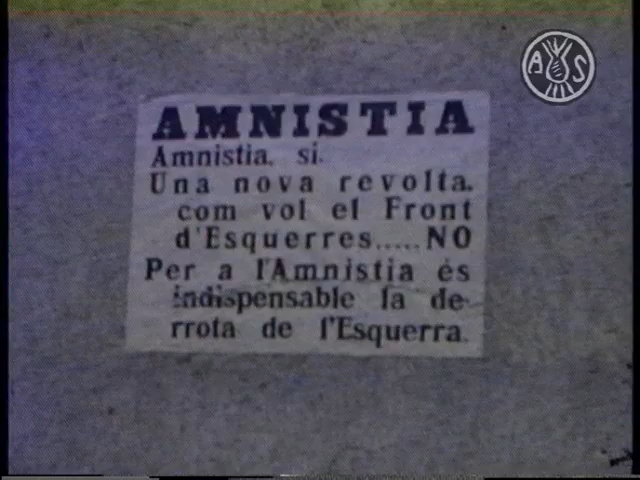 A S
AMNISTIA
Amnistia, si.
Una nova revolta,
com vol el Front
d'Esquerres.....NO
Per a l'Amnistia és
indispensable la de-
rrota de l'Esquerra.